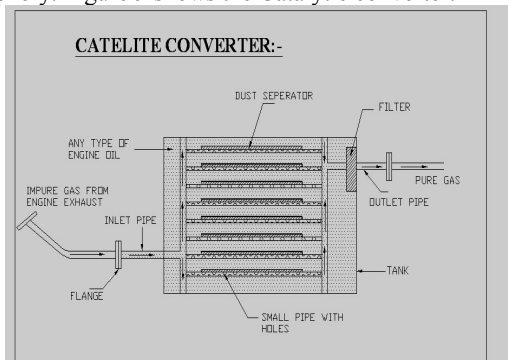 CATELITE CONVERTER:-
DUST SEPERATOR
FILTER
ANY TYPE OF
ENGINE OIL
PURE GAS
IMPURE GAS FROM
ENGINE EXHAUST
OUTLET PIPE
INLET PIPE
TANK
FLANGE
SMALL PIPE WITH
HOLES